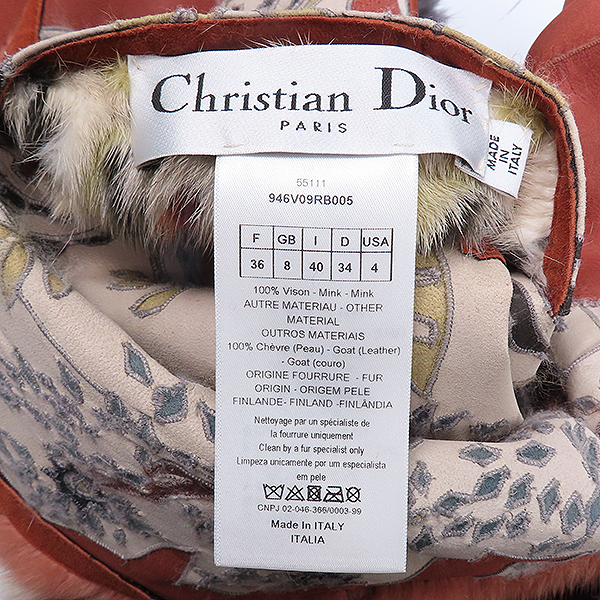 Christian Dior
PARIS
MADE
IN
ITALY
55111
946V09RB005
F GB I D USA
36 8 40 34 4
100% Vison - Mink - Mink
AUTRE MATERIAU - OTHER
MATERIAL
OUTROS MATERIAIS
100% Chèvre (Peau) - Goat (Leather)
- Goat (couro)
ORIGINE FOURRURE - FUR
ORIGIN - ORIGEM PELE
FINLANDE- FINLAND -FINLÂNDIA
Nettoyage par un spécialiste de
la fourrure uniquement
Clean by a fur specialist only
Limpeza unicamente par um especialista
em pele
CNPJ 02-046-366/0003-99
Made In ITALY
ITALIA